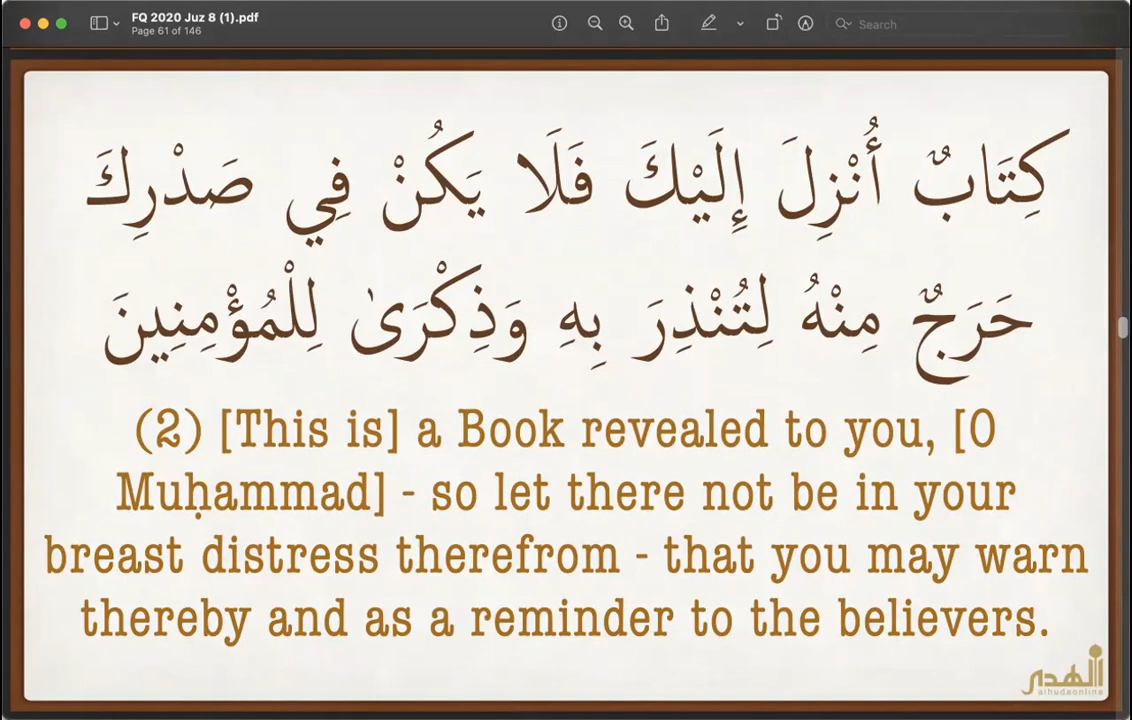 FQ 2020 Juz 8 (1).pdf
Page 61 of 146
Search
كِتَابٌ أُنْزِلَ إِلَيْكَ فَلَا يَكُنْ فِي صَدْرِكَ
حَرَجٌ مِنْهُ لِتُنْذِرَ بِهِ وَذِكْرَىٰ لِلْمُؤْمِنِينَ
(2) [This is] a Book revealed to you, [O
Muḥammad] - so let there not be in your
breast distress therefrom - that you may warn
thereby and as a reminder to the believers.
الهدى
alhudaonline